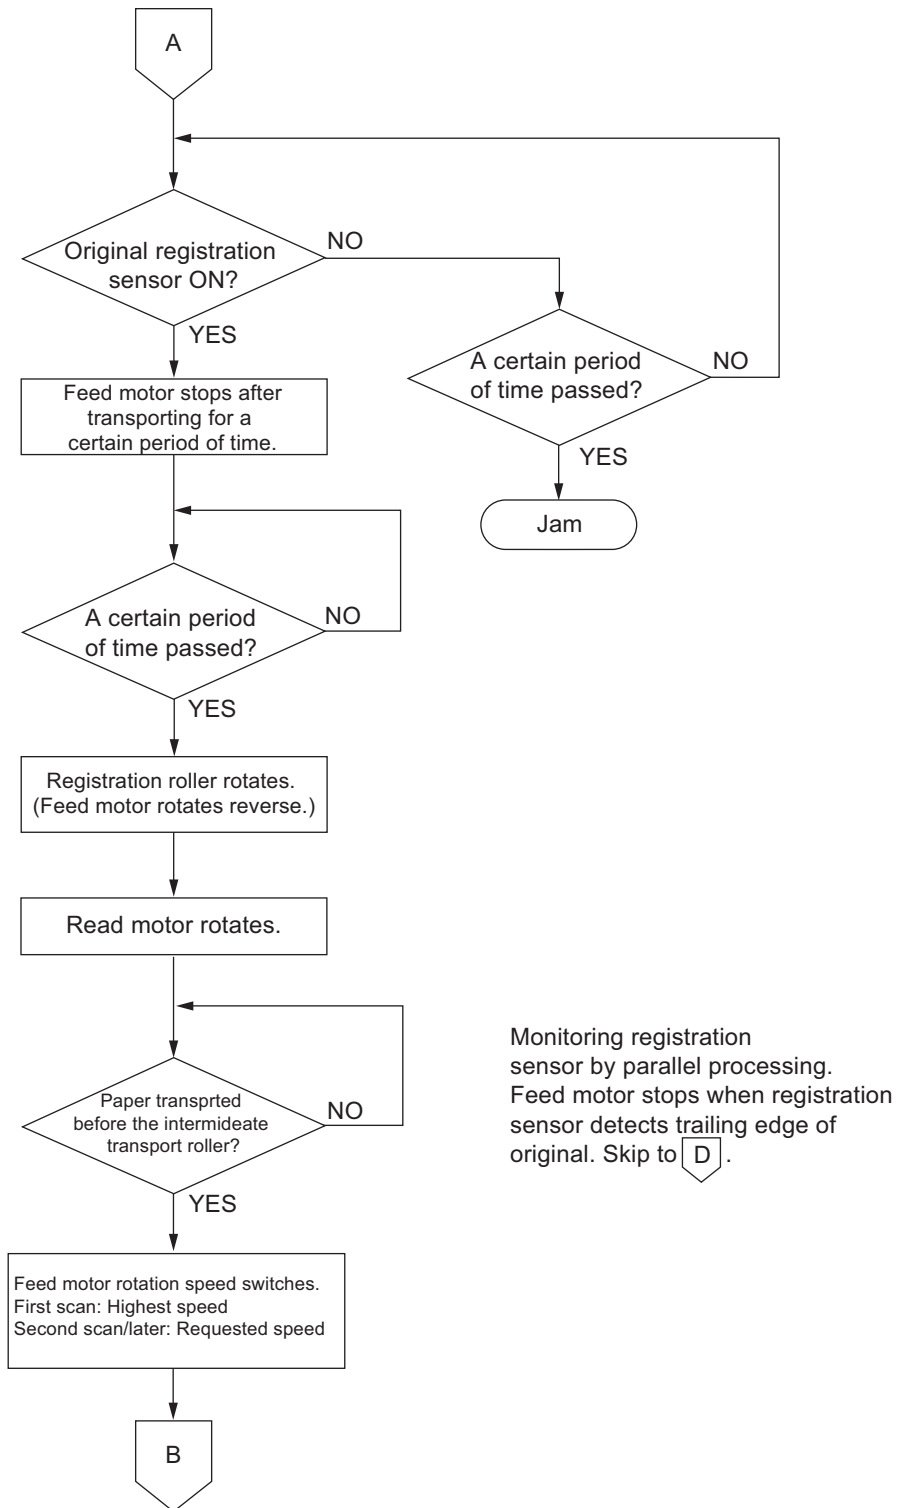 A
Original registration
sensor ON?
NO
YES
A certain period
of time passed?
NO
YES
Jam
Feed motor stops after
transporting for a
certain period of time.
A certain period
of time passed?
NO
YES
Registration roller rotates.
(Feed motor rotates reverse.)
Read motor rotates.
Paper transprted
before the intermideate
transport roller?
NO
YES
Monitoring registration
sensor by parallel processing.
Feed motor stops when registration
sensor detects trailing edge of
original. Skip to D .
Feed motor rotation speed switches.
First scan: Highest speed
Second scan/later: Requested speed
B